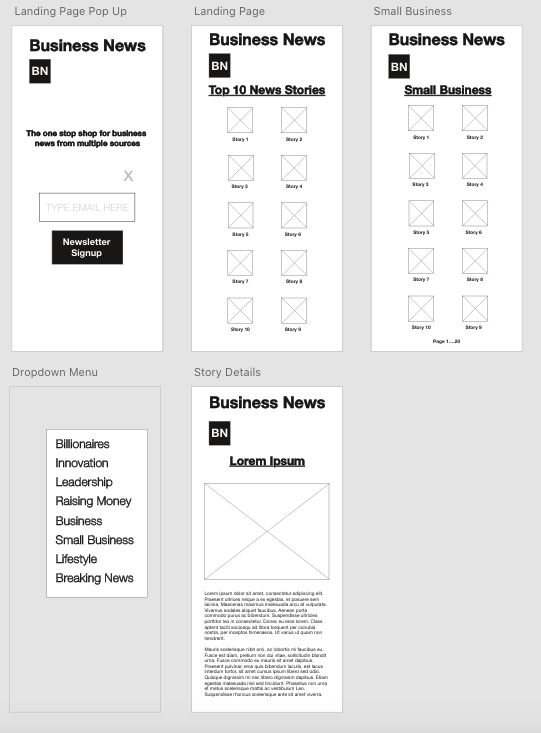 Landing Page Pop Up
Business News
BN
The one stop shop for business
news from multiple sources
X
TYPE EMAIL HERE
Newsletter
Signup
Landing Page
Business News
BN
Top 10 News Stories
Story 1
Story 2
Story 3
Story 4
Story 5
Story 6
Story 7
Story 8
Story 10
Story 9
Small Business
Business News
BN
Small Business
Story 1
Story 2
Story 3
Story 4
Story 5
Story 6
Story 7
Story 8
Story 10
Story 9
Page 1....20
Dropdown Menu
Billionaires
Innovation
Leadership
Raising Money
Business
Small Business
Lifestyle
Breaking News
Story Details
Business News
BN
Lorem Ipsum
Lorem ipsum dolor sit amet, consectetur adipiscing elit.
Praesent ultrices neque a ex egestas, et posuere sem
lacinia. Maecenas maximus malesuada arcu at vulputate.
Vivamus sodales aliquet faucibus. Aenean porta
commodo purus ac bibendum. Suspendisse ultricies
porttitor leo in consectetur. Donec eu eros lorem. Class
aptent taciti sociosqu ad litora torquent per conubia
nostra, per inceptos himenaeos. Ut varius ut quam non
hendrerit.
Mauris scelerisque nibh orci, ac lobortis mi faucibus eu.
Fusce est diam, pretium non dui vitae, sollicitudin blandit
urna. Fusce commodo eu mauris sit amet dapibus.
Praesent pulvinar, eros quis bibendum iaculis, est lacus
interdum tortor, sit amet cursus ipsum libero sed odio.
Quisque dignissim mi nec libero dignissim dapibus. Etiam
egestas malesuada nisi sed tincidunt. Phasellus non urna
ef metus scelerisque mattis ac vestibulum Leo.
Suspendisse rhoncus scelerisque ante sit amet viverra.